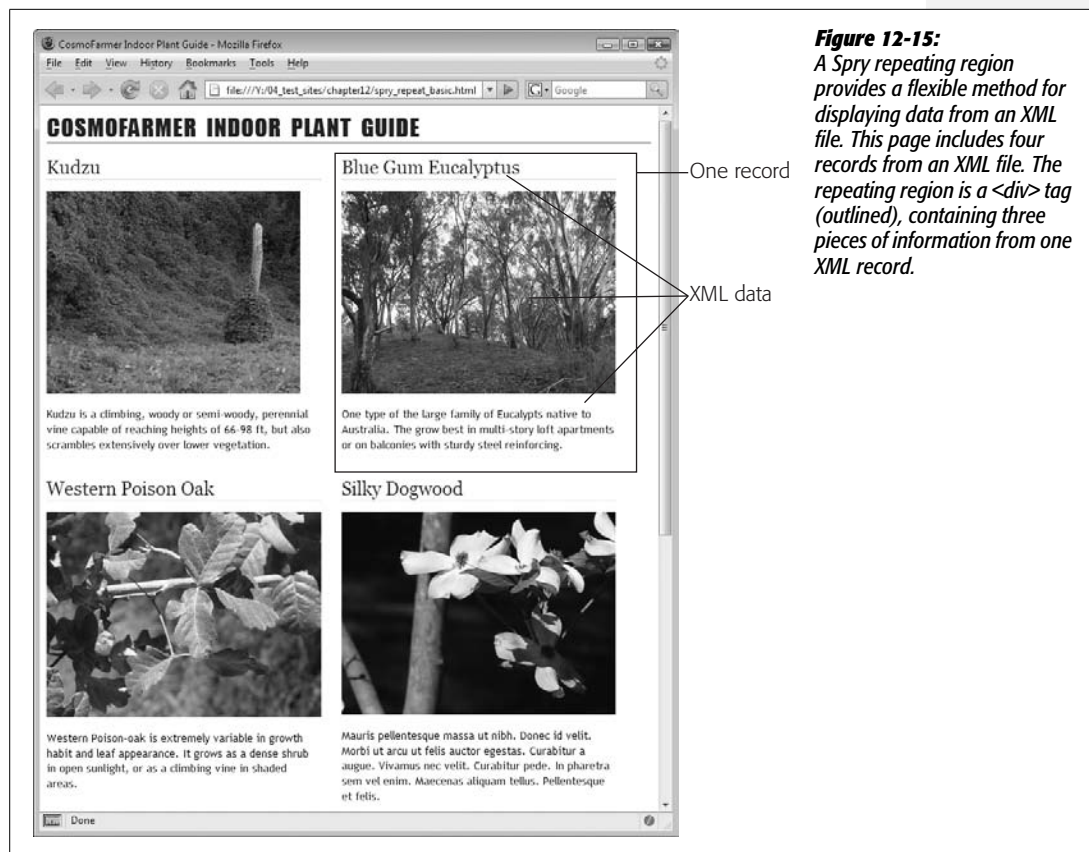 CosmoFarmer Indoor Plant Guide - Mozilla Firefox
File Edit View History Bookmarks Tools Help
file:///Y:/04_test_sites/chapter12/spry_repeat_basic.html
Google
COSMOFARMER INDOOR PLANT GUIDE
Kudzu
Kudzu is a climbing, woody or semi-woody, perennial
vine capable of reaching heights of 66-98 ft, but also
scrambles extensively over lower vegetation.
Blue Gum Eucalyptus
One type of the large family of Eucalypts native to
Australia. The grow best in multi-story loft apartments
or on balconies with sturdy steel reinforcing.
One record
XML data
Western Poison Oak
Western Poison-oak is extremely variable in growth
habit and leaf appearance. It grows as a dense shrub
in open sunlight, or as a climbing vine in shaded
areas.
Silky Dogwood
Mauris pellentesque massa ut nibh. Donec id velit.
Morbi ut arcu ut felis auctor egestas. Curabitur a
augue. Vivamus nec velit. Curabitur pede. In pharetra
sem vel enim. Maecenas aliquam tellus. Pellentesque
et felis.
Done
Figure 12-15:
A Spry repeating region
provides a flexible method for
displaying data from an XML
file. This page includes four
records from an XML file. The
repeating region is a <div> tag
(outlined), containing three
pieces of information from one
XML record.